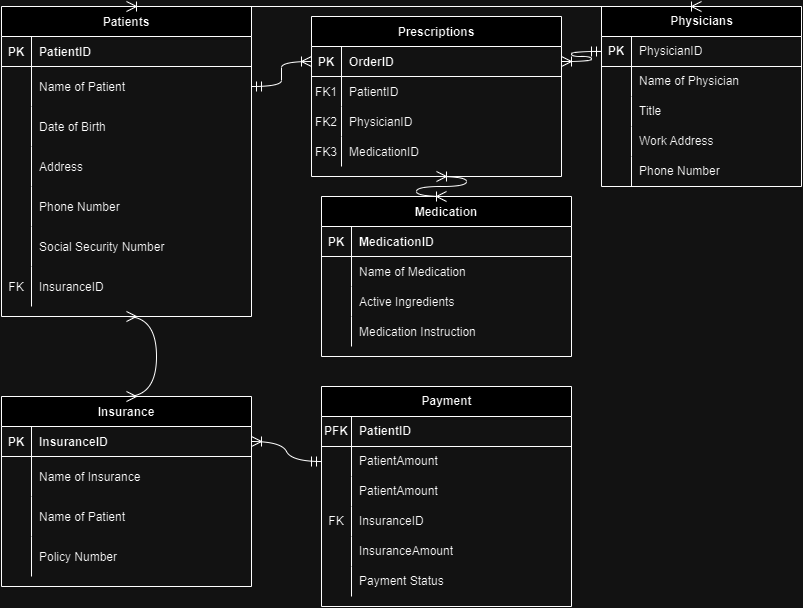 Patients
PK PatientID
Name of Patient
Date of Birth
Address
Phone Number
Social Security Number
FK InsuranceID
Prescriptions
PK OrderID
FK1 PatientID
FK2 PhysicianID
FK3 MedicationID
Physicians
PK PhysicianID
Name of Physician
Title
Work Address
Phone Number
Medication
PK MedicationID
Name of Medication
Active Ingredients
Medication Instruction
Insurance
PK InsuranceID
Name of Insurance
Name of Patient
Policy Number
Payment
PFK PatientID
PatientAmount
PatientAmount
FK InsuranceID
InsuranceAmount
Payment Status